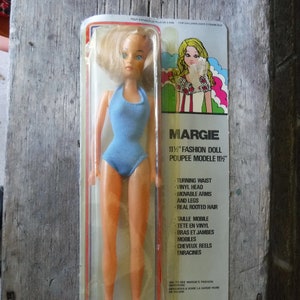 MARGIE
11½" FASHION DOLL
POUPEE MODELE 11½"
· TURNING WAIST
· VINYL HEAD
· MOVABLE ARMS
AND LEGS
· REAL ROOTED HAIR
· TAILLE MOBILE
· TETE EN VINYL
· BRAS ET JAMBES
MOBILES
· CHEVEUX REELS
ENRACINES